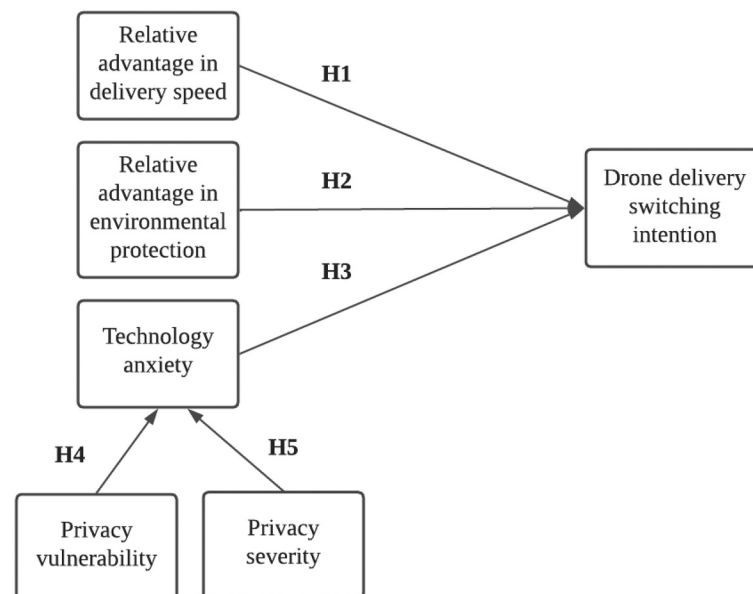 Relative
advantage in
delivery speed
H1
Relative
advantage in
environmental
protection
H2
Drone delivery
switching
intention
H3
Technology
anxiety
H4
H5
Privacy
vulnerability
Privacy
severity